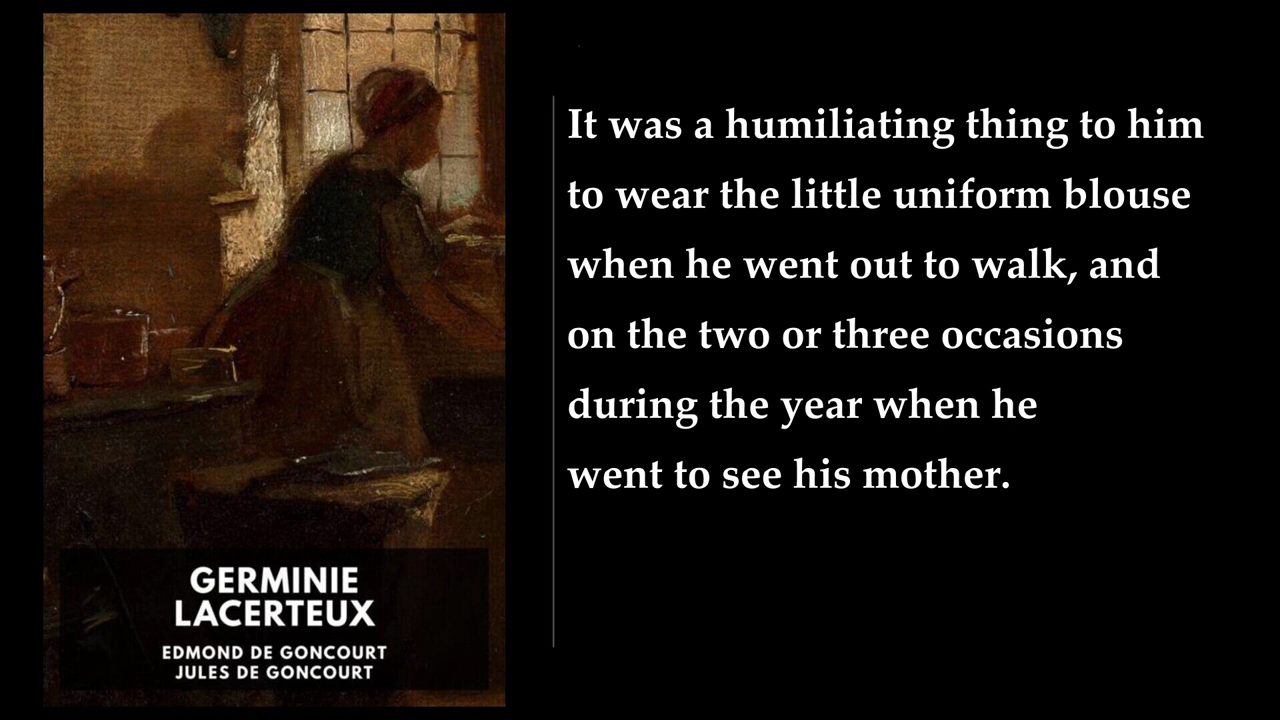 It was a humiliating thing to him
to wear the little uniform blouse
when he went out to walk, and
on the two or three occasions
during the year when he
went to see his mother.
GERMINIE
LACERTEUX
EDMOND DE GONCOURT
JULES DE GONCOURT